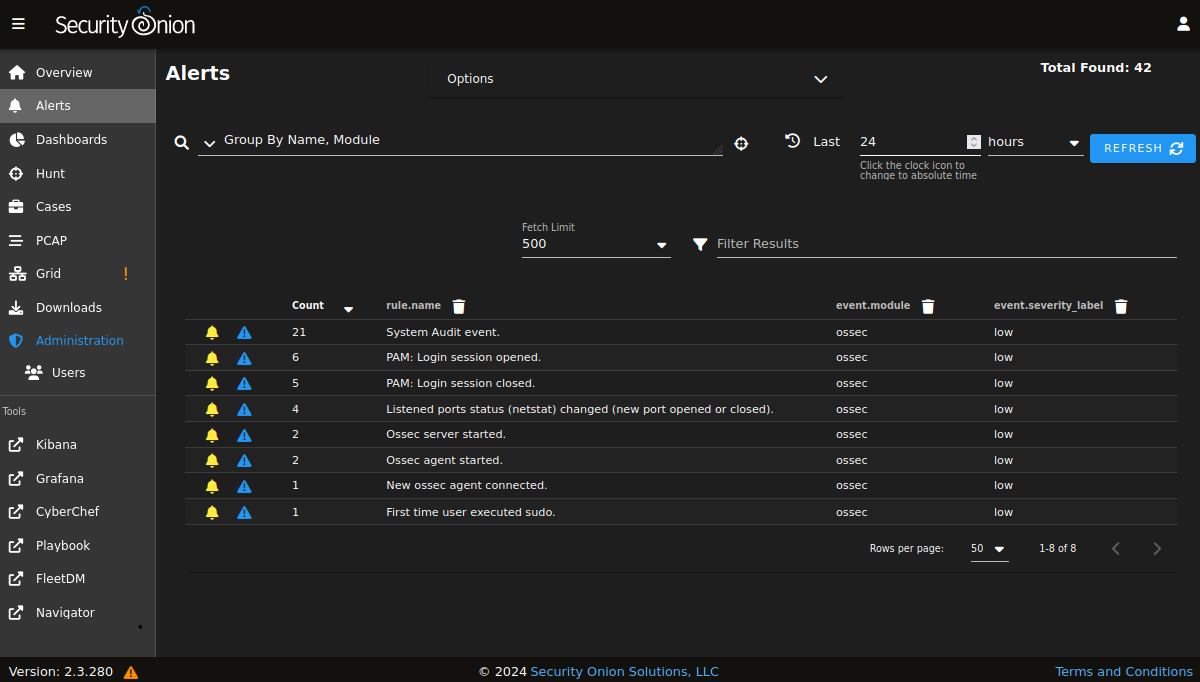 Security Onion
Overview
Alerts
Dashboards
Hunt
Cases
PCAP
Grid
!
Downloads
Administration
Users
Tools
Kibana
Grafana
CyberChef
Playbook
FleetDM
Navigator
Alerts
Options
Total Found: 42
Group By Name, Module
Last 24 hours
REFRESH
Click the clock icon to
change to absolute time
Fetch Limit
500
Filter Results
Count rule.name event.module event.severity_label
21 System Audit event. ossec low
6 PAM: Login session opened. ossec low
5 PAM: Login session closed. ossec low
4 Listened ports status (netstat) changed (new port opened or closed). ossec low
2 Ossec server started. ossec low
2 Ossec agent started. ossec low
1 New ossec agent connected. ossec low
1 First time user executed sudo. ossec low
Rows per page: 50 1-8 of 8
Version: 2.3.280
© 2024 Security Onion Solutions, LLC
Terms and Conditions